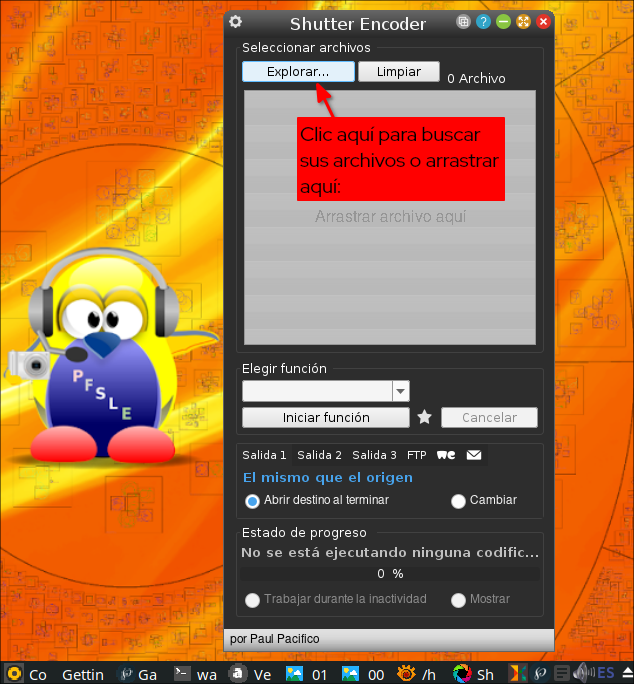 Shutter Encoder
Seleccionar archivos
Explorar...
Limpiar
0 Archivo
Clic aquí para buscar
sus archivos o arrastrar
aquí:
Arrastrar archivo aquí
PFSLE
Elegir función
Iniciar función
Cancelar
Salida 1 Salida 2 Salida 3 FTP we
El mismo que el origen
Abrir destino al terminar
Cambiar
Estado de progreso
No se está ejecutando ninguna codific...
0 %
Trabajar durante la inactividad
Mostrar
por Paul Pacifico
Co Gettin Ga wa Ve 01 00 /h Sh ES